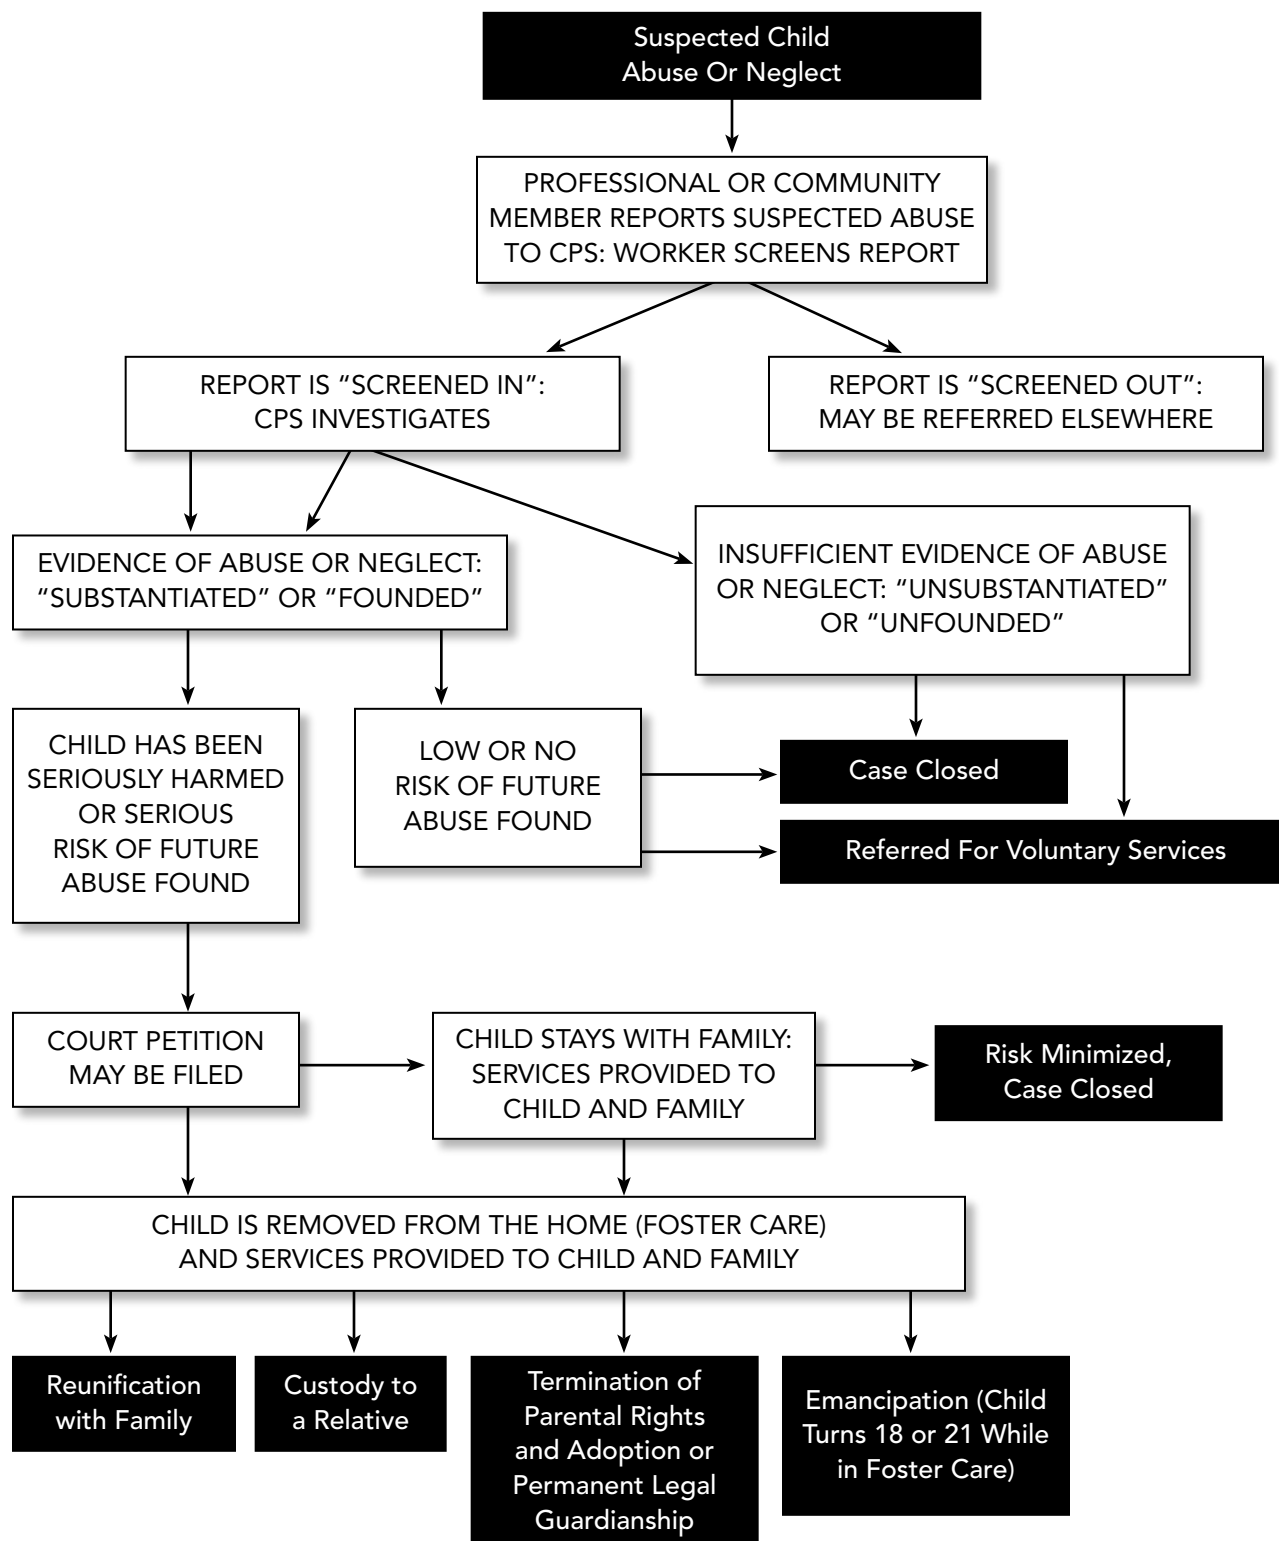 Suspected Child
Abuse Or Neglect
PROFESSIONAL OR COMMUNITY
MEMBER REPORTS SUSPECTED ABUSE
TO CPS: WORKER SCREENS REPORT
REPORT IS “SCREENED IN”:
CPS INVESTIGATES
REPORT IS “SCREENED OUT”:
MAY BE REFERRED ELSEWHERE
EVIDENCE OF ABUSE OR NEGLECT:
“SUBSTANTIATED” OR “FOUNDED”
INSUFFICIENT EVIDENCE OF ABUSE
OR NEGLECT: “UNSUBSTANTIATED”
OR “UNFOUNDED”
CHILD HAS BEEN
SERIOUSLY HARMED
OR SERIOUS
RISK OF FUTURE
ABUSE FOUND
LOW OR NO
RISK OF FUTURE
ABUSE FOUND
Case Closed
Referred For Voluntary Services
COURT PETITION
MAY BE FILED
CHILD STAYS WITH FAMILY:
SERVICES PROVIDED TO
CHILD AND FAMILY
Risk Minimized,
Case Closed
CHILD IS REMOVED FROM THE HOME (FOSTER CARE)
AND SERVICES PROVIDED TO CHILD AND FAMILY
Reunification
with Family
Custody to
a Relative
Termination of
Parental Rights
and Adoption or
Permanent Legal
Guardianship
Emancipation (Child
Turns 18 or 21 While
in Foster Care)